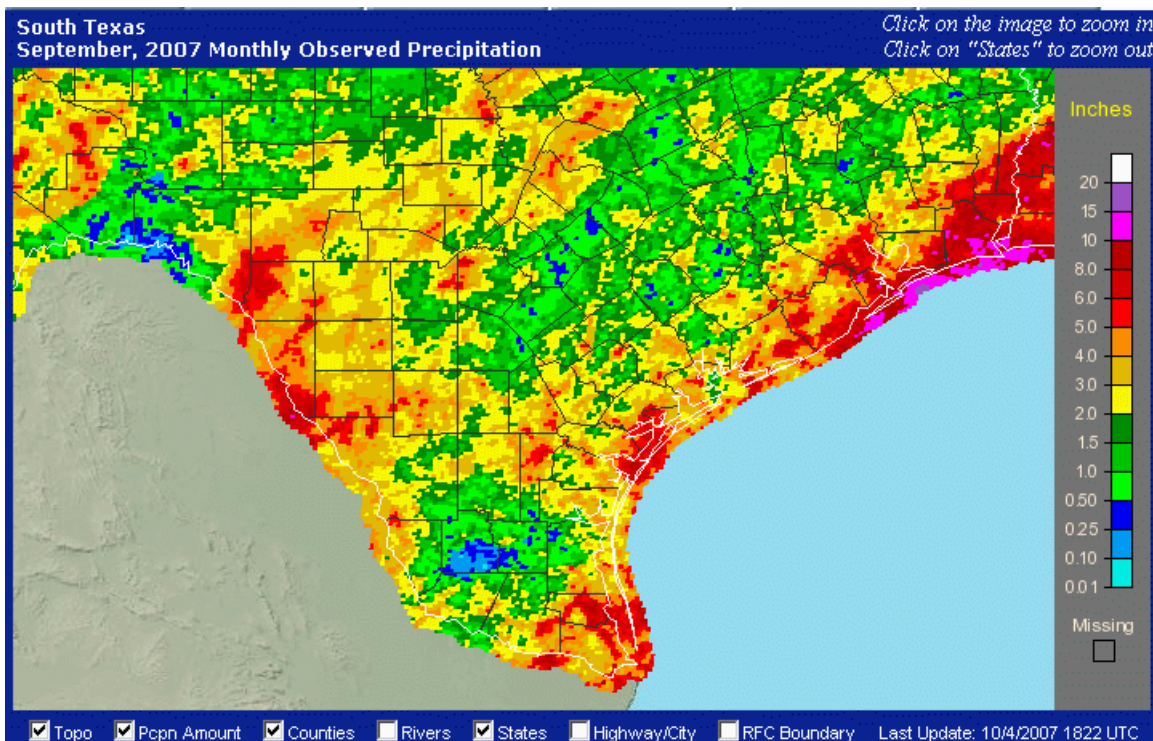 South Texas
September, 2007 Monthly Observed Precipitation
Click on the image to zoom in
Click on "States" to zoom out
Inches
20
15
10
8.0
6.0
5.0
4.0
3.0
2.0
1.5
1.0
0.50
0.25
0.10
0.01
Missing
Topo Pcpn Amount Counties Rivers States Highway/City RFC Boundary Last Update: 10/4/2007 1822 UTC